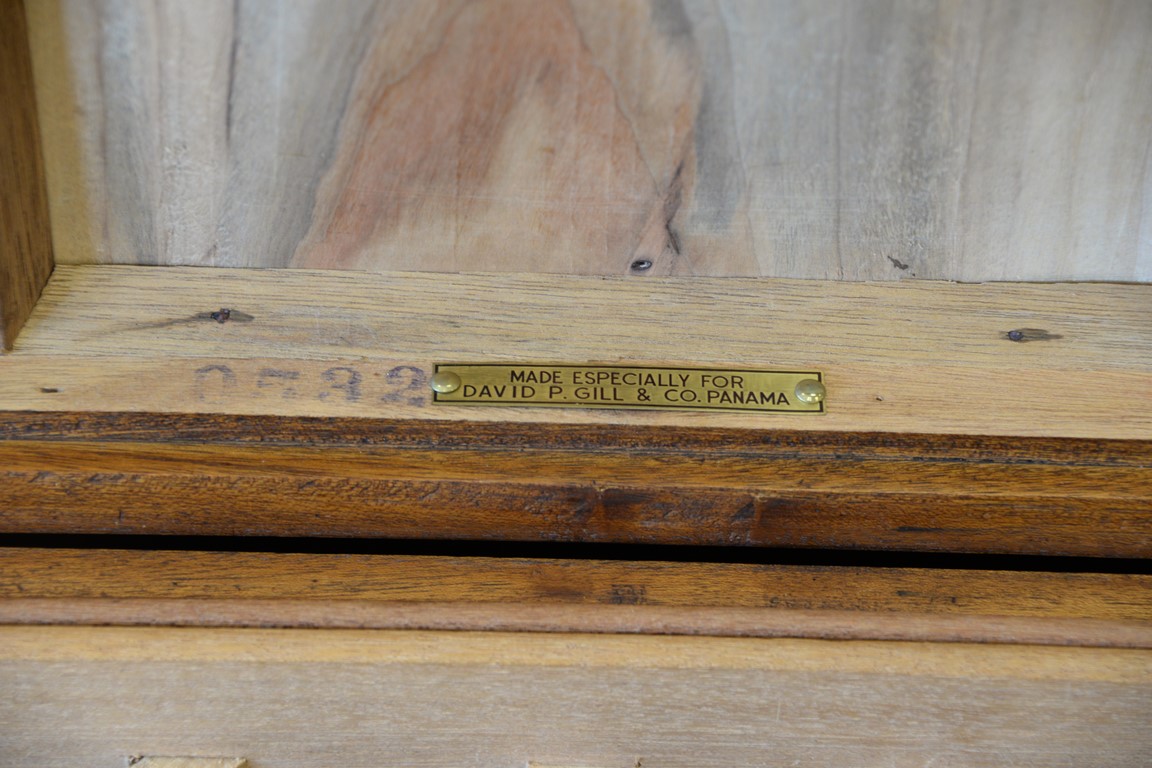 MADE ESPECIALLY FOR
DAVID P. GILL & CO. PANAMA